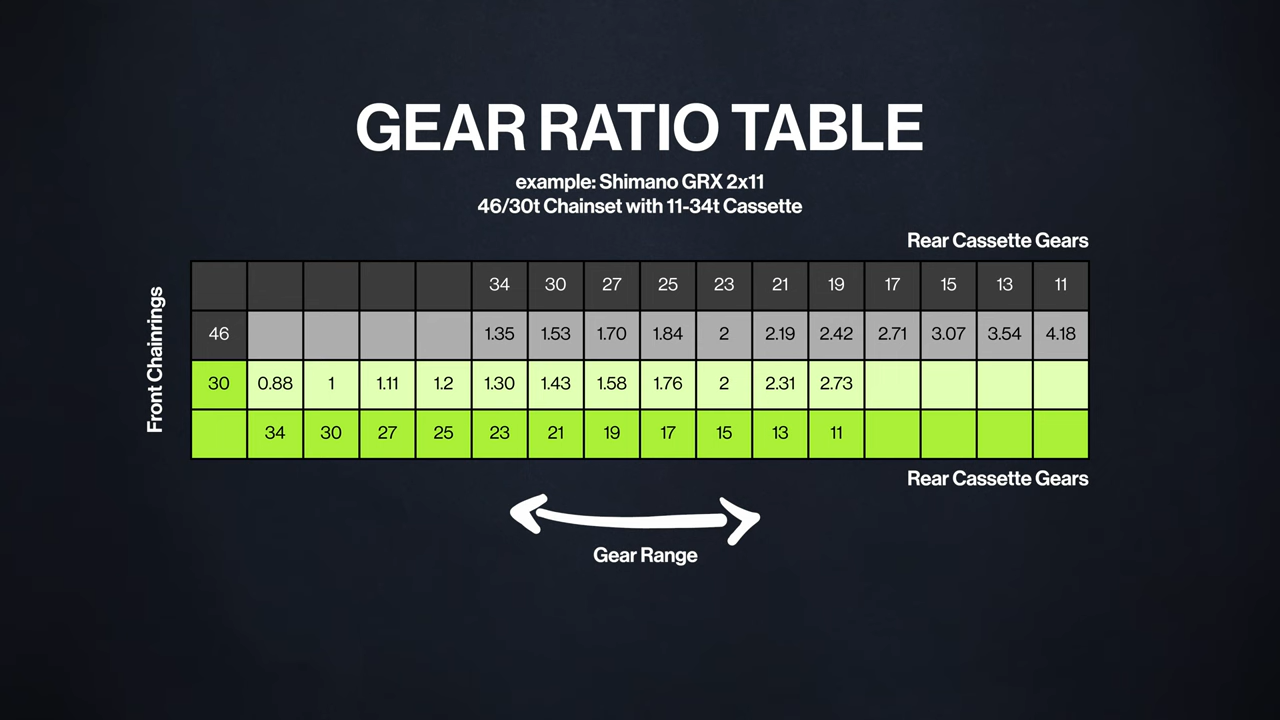 GEAR RATIO TABLE
example: Shimano GRX 2x11
46/30t Chainset with 11-34t Cassette
Rear Cassette Gears
Front Chainrings
34 30 27 25 23 21 19 17 15 13 11
46 1.35 1.53 1.70 1.84 2 2.19 2.42 2.71 3.07 3.54 4.18
30 0.88 1 1.11 1.2 1.30 1.43 1.58 1.76 2 2.31 2.73
34 30 27 25 23 21 19 17 15 13 11
Rear Cassette Gears
Gear Range